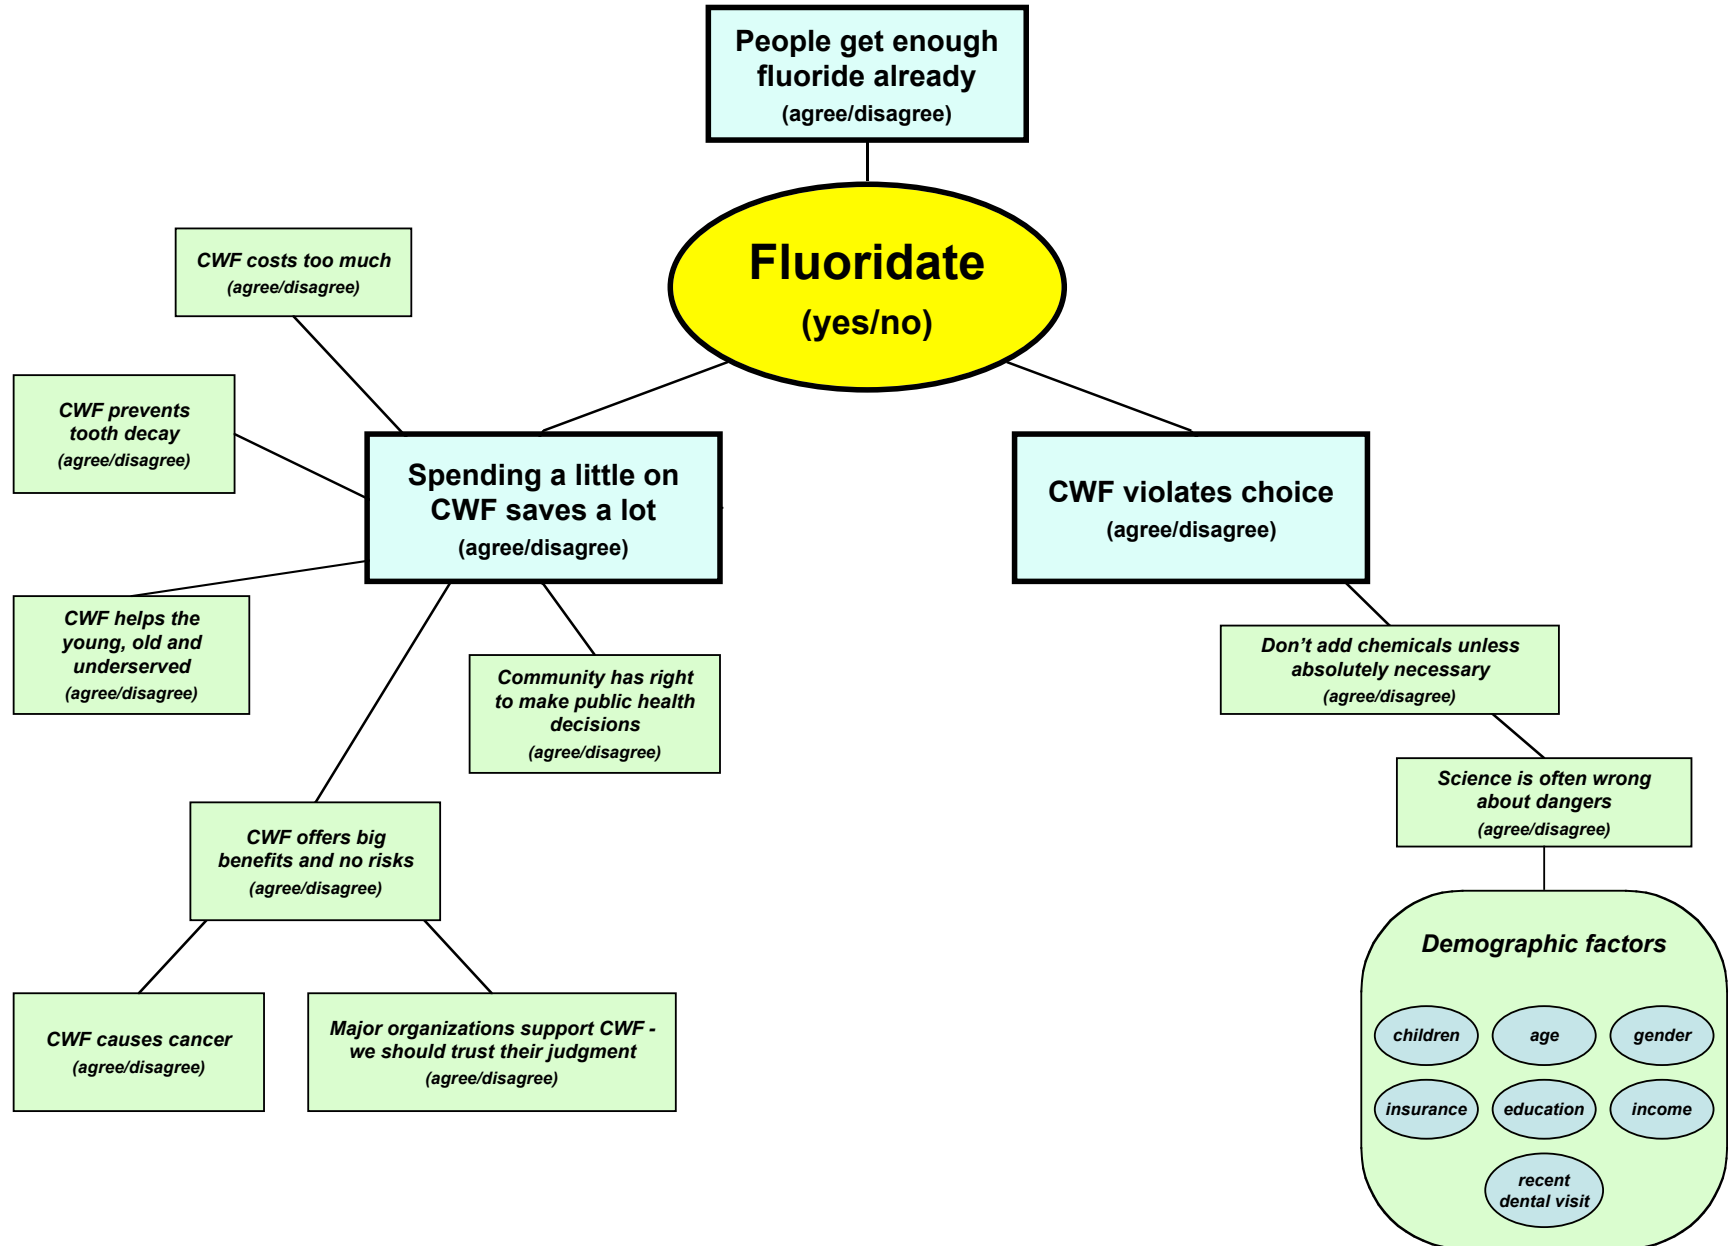 People get enough
fluoride already
(agree/disagree)
Fluoridate
(yes/no)
CWF costs too much
(agree/disagree)
CWF prevents
tooth decay
(agree/disagree)
Spending a little on
CWF saves a lot
(agree/disagree)
CWF violates choice
(agree/disagree)
CWF helps the
young, old and
underserved
(agree/disagree)
Community has right
to make public health
decisions
(agree/disagree)
Don’t add chemicals unless
absolutely necessary
(agree/disagree)
Science is often wrong
about dangers
(agree/disagree)
CWF offers big
benefits and no risks
(agree/disagree)
CWF causes cancer
(agree/disagree)
Major organizations support CWF -
we should trust their judgment
(agree/disagree)
Demographic factors
children
age
gender
insurance
education
income
recent
dental visit